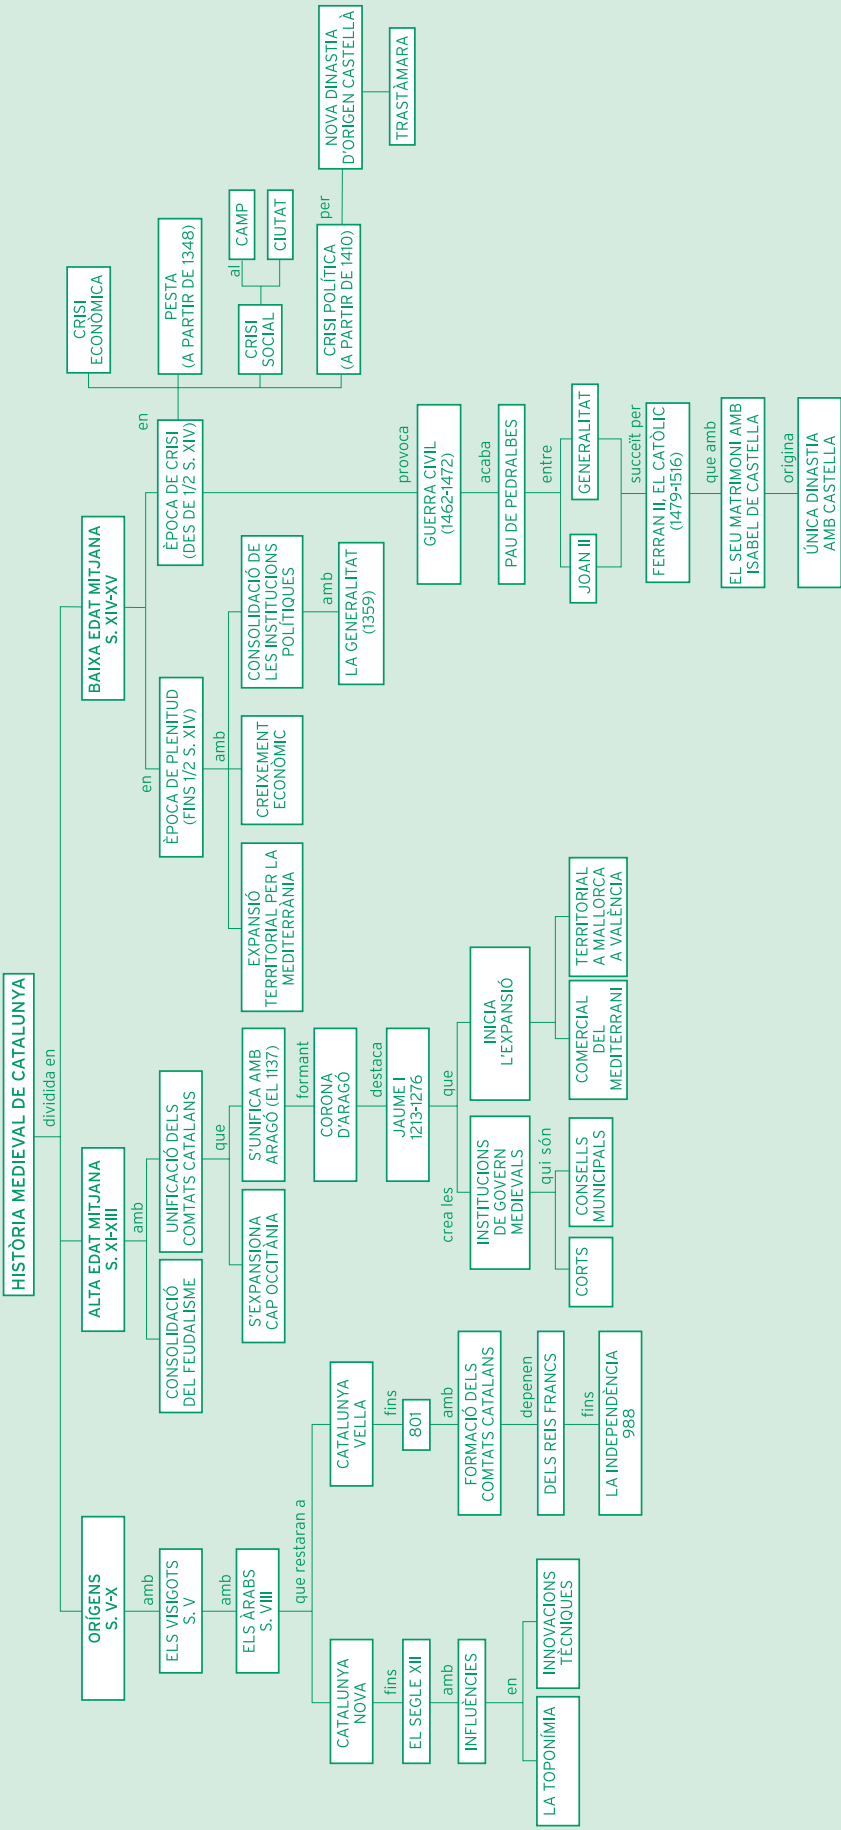 HISTÒRIA MEDIEVAL DE CATALUNYA
dividida en
ORÍGENS
S. V-X
amb
ELS VISIGOTS
S. V
amb
ELS ÀRABS
S. VIII
que restaran a
CATALUNYA
NOVA
fins
EL SEGLE XII
amb
INFLUÈNCIES
en
LA TOPONÍMIA
INNOVACIONS
TÈCNIQUES
CATALUNYA
VELLA
fins
801
amb
FORMACIÓ DELS
COMTATS CATALANS
depenen
DELS REIS FRANCS
fins
LA INDEPENDÈNCIA
988
ALTA EDAT MITJANA
S. XI-XIII
amb
CONSOLIDACIÓ
DEL FEUDALISME
UNIFICACIÓ DELS
COMTATS CATALANS
que
S'EXPANSIONA
CAP OCCITÀNIA
S'UNIFICA AMB
ARAGÓ (EL 1137)
formant
CORONA
D'ARAGÓ
destaca
JAUME I
1213-1276
que
crea les
INSTITUCIONS
DE GOVERN
MEDIEVALS
qui són
CORTS
CONSELLS
MUNICIPALS
INICIA
L'EXPANSIÓ
COMERCIAL
DEL
MEDITERRANI
TERRITORIAL
A MALLORCA
A VALÈNCIA
BAIXA EDAT MITJANA
S. XIV-XV
en
ÈPOCA DE PLENITUD
(FINS 1/2 S. XIV)
amb
EXPANSIÓ
TERRITORIAL PER LA
MEDITERRÀNIA
CREIXEMENT
ECONÒMIC
CONSOLIDACIÓ DE
LES INSTITUCIONS
POLÍTIQUES
amb
LA GENERALITAT
(1359)
ÈPOCA DE CRISI
(DES DE 1/2 S. XIV)
en
CRISI
ECONÒMICA
PESTA
(A PARTIR DE 1348)
CRISI
SOCIAL
al
CAMP
CIUTAT
CRISI POLÍTICA
(A PARTIR DE 1410)
per
NOVA DINASTIA
D'ORIGEN CASTELLÀ
TRASTÀMARA
provoca
GUERRA CIVIL
(1462-1472)
acaba
PAU DE PEDRALBES
entre
JOAN II
GENERALITAT
succeït per
FERRAN II, EL CATÒLIC
(1479-1516)
que amb
EL SEU MATRIMONI AMB
ISABEL DE CASTELLA
origina
ÚNICA DINASTIA
AMB CASTELLA